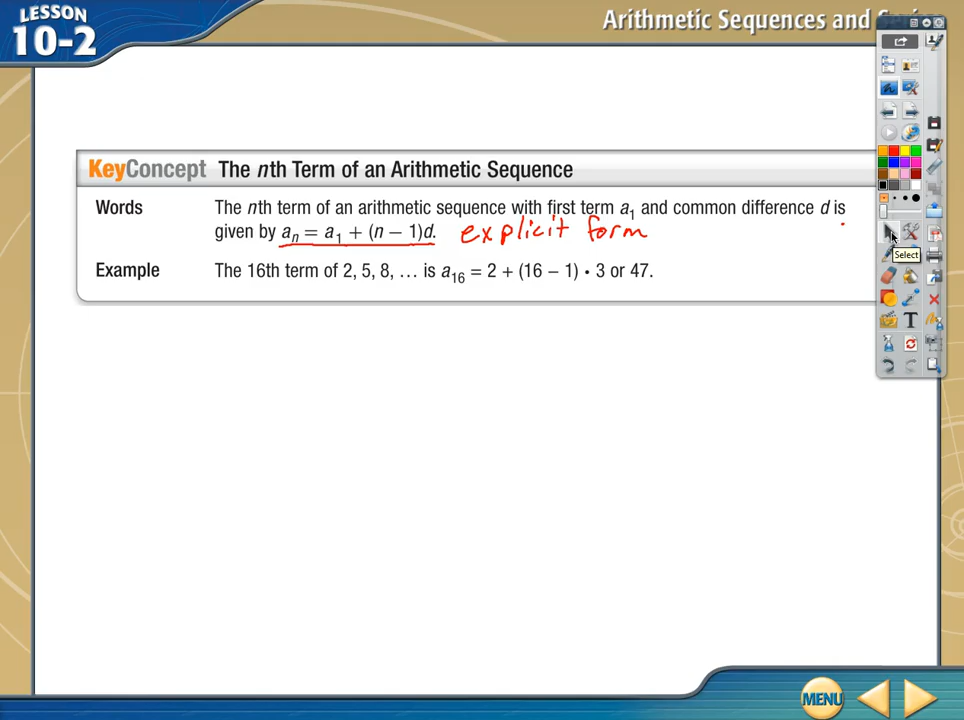 LESSON
10-2
Arithmetic Sequences and
KeyConcept The nth Term of an Arithmetic Sequence
Words The nth term of an arithmetic sequence with first term a₁ and common difference d is
given by aₙ = a₁ + (n − 1)d. explicit form
Example The 16th term of 2, 5, 8, … is a₁₆ = 2 + (16 − 1) • 3 or 47.
Select
T
MENU